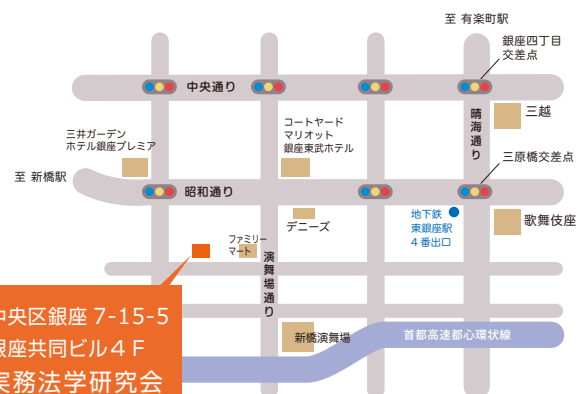 至 有楽町駅
銀座四丁目
交差点
中央通り
三越
晴海通り
三井ガーデン
ホテル銀座プレミア
コートヤード
マリオット
銀座東武ホテル
三原橋交差点
至 新橋駅
昭和通り
地下鉄
東銀座駅
4 番出口
歌舞伎座
デニーズ
ファミリー
マート
演舞場通り
新橋演舞場
首都高速都心環状線
中央区銀座 7-15-5
銀座共同ビル4 F
実務法学研究会